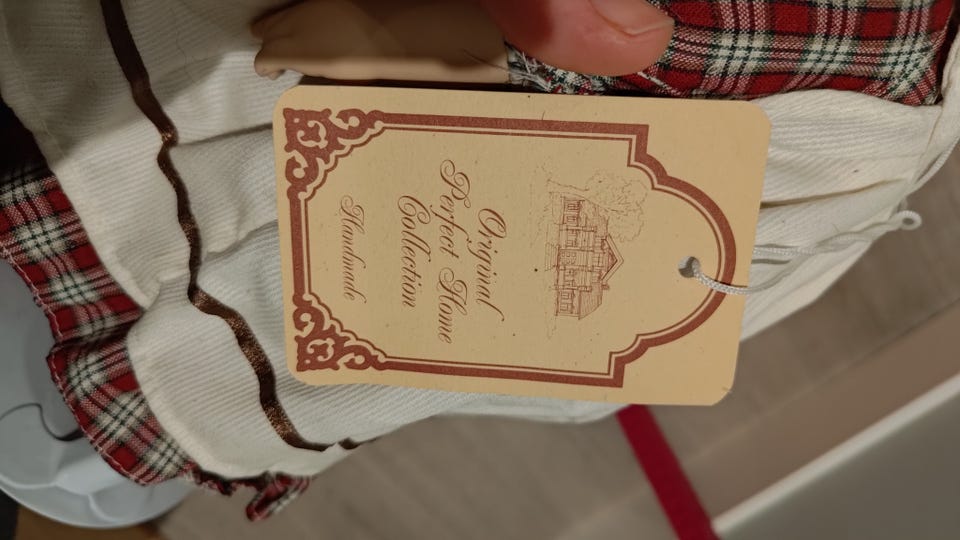 Original
Perfect Home
Collection
Handmade